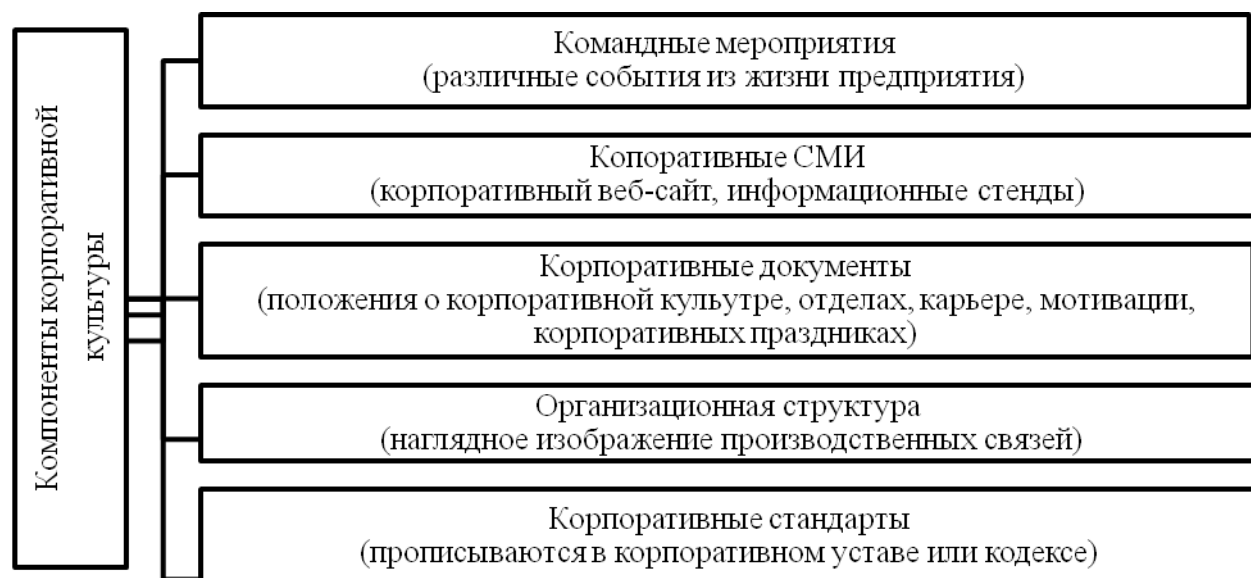 Компоненты корпоративной
культуры
Командные мероприятия
(различные события из жизни предприятия)
Копоративные СМИ
(корпоративный веб-сайт, информационные стенды)
Корпоративные документы
(положения о корпоративной кульутре, отделах, карьере, мотивации,
корпоративных праздниках)
Организационная структура
(наглядное изображение производственных связей)
Корпоративные стандарты
(прописываются в корпоративном уставе или кодексе)